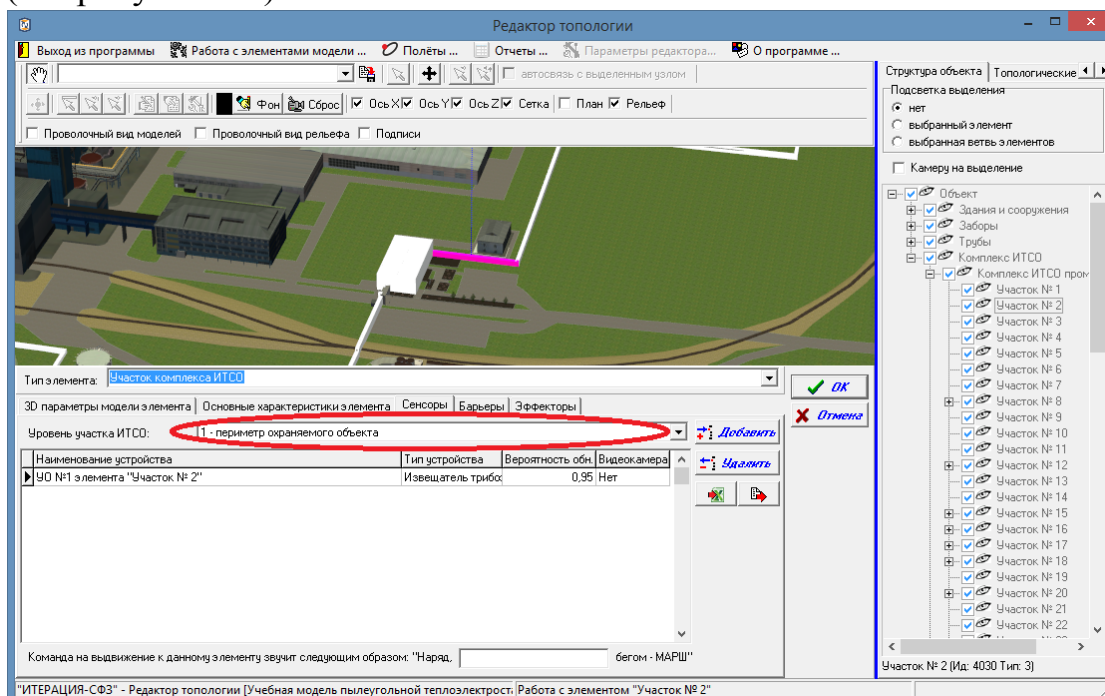 Редактор топологии
Выход из программы Работа с элементами модели ... Полёты ... Отчеты ... Параметры редактора... О программе ...
автосвязь с выделенным узлом
Фон Сброс Ось X Ось Y Ось Z Сетка План Рельеф
Проволочный вид моделей Проволочный вид рельефа Подписи
Структура объекта Топологические
Подсветка выделения
нет
выбранный элемент
выбранная ветвь элементов
Камеру на выделение
Объект
Здания и сооружения
Заборы
Трубы
Комплекс ИТСО
Комплекс ИТСО пром
Участок № 1
Участок № 2
Участок № 3
Участок № 4
Участок № 5
Участок № 6
Участок № 7
Участок № 8
Участок № 9
Участок № 10
Участок № 11
Участок № 12
Участок № 13
Участок № 14
Участок № 15
Участок № 16
Участок № 17
Участок № 18
Участок № 19
Участок № 20
Участок № 21
Участок № 22
Участок № 2 (Ид: 4030 Тип: 3)
Тип элемента: Участок комплекса ИТСО
OK
Отмена
3D параметры модели элемента Основные характеристики элемента Сенсоры Барьеры Эффекторы
Уровень участка ИТСО: 1 - периметр охраняемого объекта
Добавить
Удалить
Наименование устройства Тип устройства Вероятность обн. Видеокамера
УО №1 элемента "Участок № 2" Извещатель трибо 0,95 Нет
Команда на выдвижение к данному элементу звучит следующим образом: "Наряд, бегом - МАРШ"
"ИТЕРАЦИЯ-СФЗ" - Редактор топологии [Учебная модель пылеугольной теплоэлектрост Работа с элементом "Участок № 2"